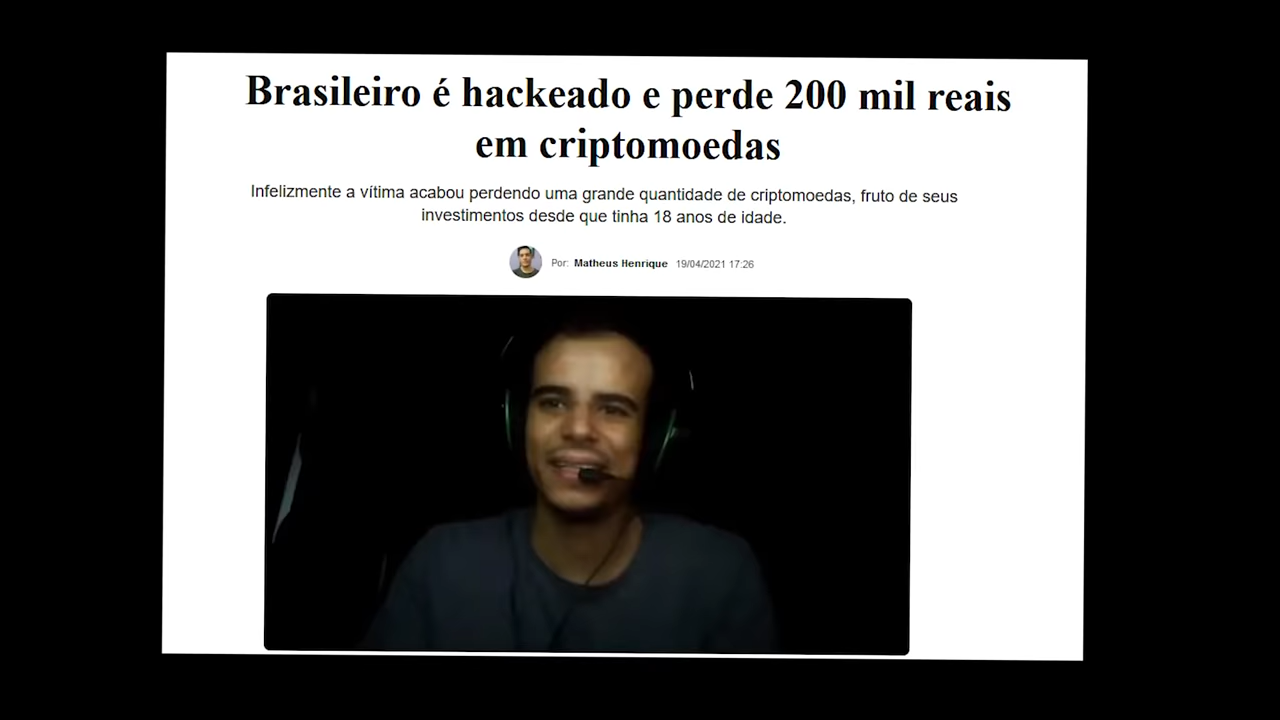 Brasileiro é hackeado e perde 200 mil reais
em criptomoedas
Infelizmente a vítima acabou perdendo uma grande quantidade de criptomoedas, fruto de seus
investimentos desde que tinha 18 anos de idade.
Por: Matheus Henrique 19/04/2021 17:26